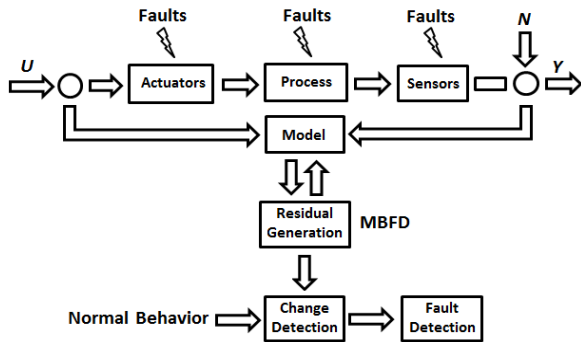 Faults Faults Faults N
U Y
Actuators Process Sensors
Model
Residual
Generation
MBFD
Normal Behavior
Change
Detection
Fault
Detection